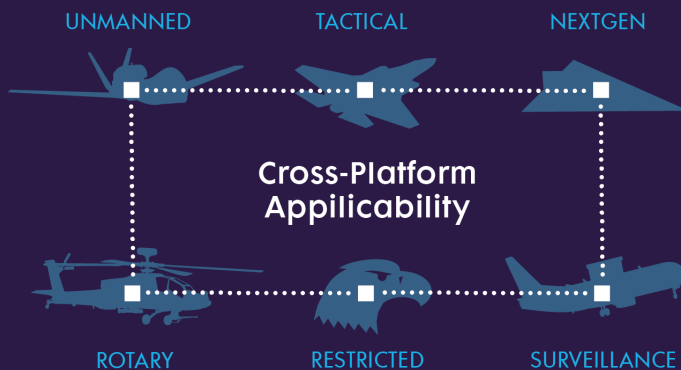 UNMANNED
TACTICAL
NEXTGEN
Cross-Platform
Appilicability
ROTARY
RESTRICTED
SURVEILLANCE